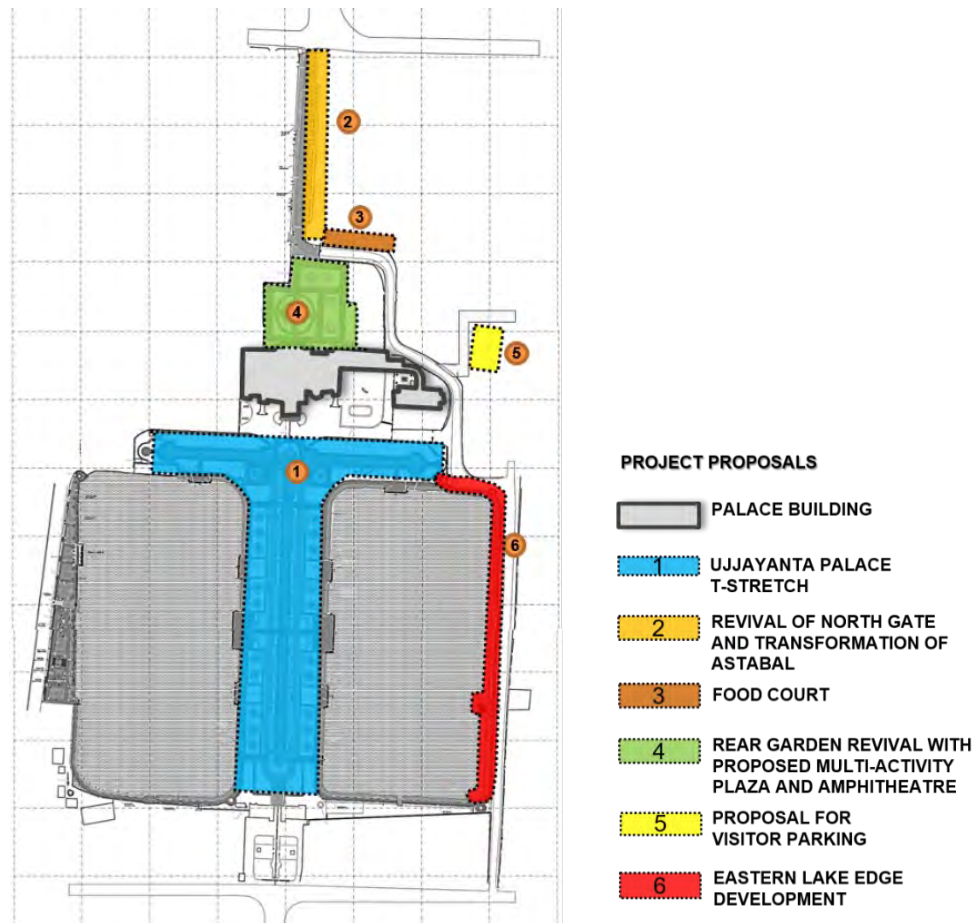 2
3
4
5
1
6
PROJECT PROPOSALS
PALACE BUILDING
1 UJJAYANTA PALACE
T-STRETCH
2 REVIVAL OF NORTH GATE
AND TRANSFORMATION OF
ASTABAL
3 FOOD COURT
4 REAR GARDEN REVIVAL WITH
PROPOSED MULTI-ACTIVITY
PLAZA AND AMPHITHEATRE
5 PROPOSAL FOR
VISITOR PARKING
6 EASTERN LAKE EDGE
DEVELOPMENT